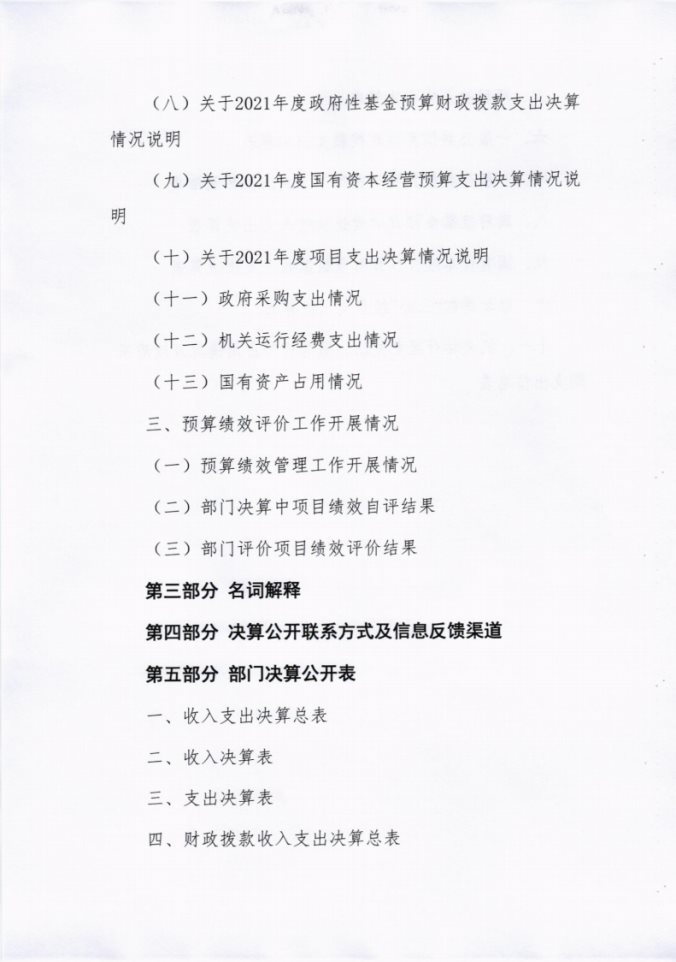 （八）关于2021年度政府性基金预算财政拨款支出决算
情况说明
（九）关于2021年度国有资本经营预算支出决算情况说
明
（十）关于2021年度项目支出决算情况说明
（十一）政府采购支出情况
（十二）机关运行经费支出情况
（十三）国有资产占用情况
三、预算绩效评价工作开展情况
（一）预算绩效管理工作开展情况
（二）部门决算中项目绩效自评结果
（三）部门评价项目绩效评价结果
第三部分 名词解释
第四部分 决算公开联系方式及信息反馈渠道
第五部分 部门决算公开表
一、收入支出决算总表
二、收入决算表
三、支出决算表
四、财政拨款收入支出决算总表